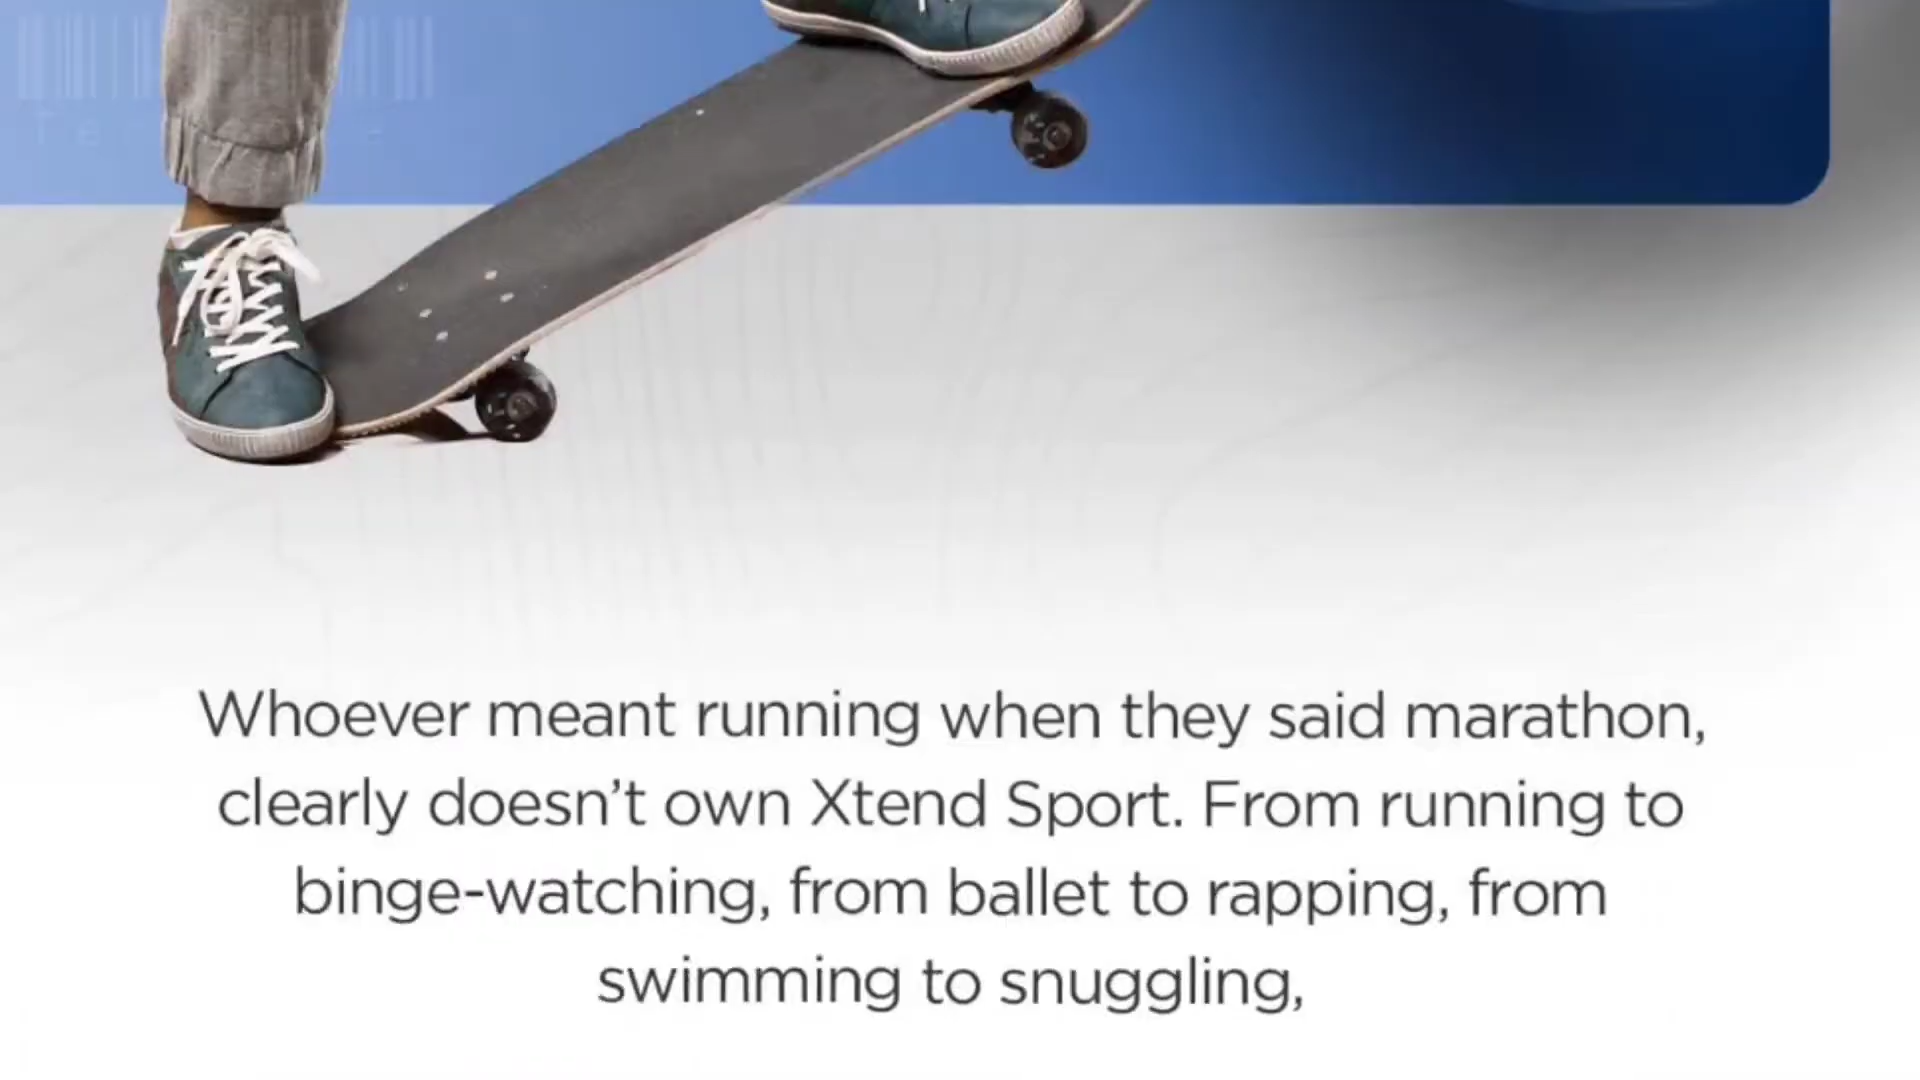 Whoever meant running when they said marathon,
clearly doesn’t own Xtend Sport. From running to
binge-watching, from ballet to rapping, from
swimming to snuggling,